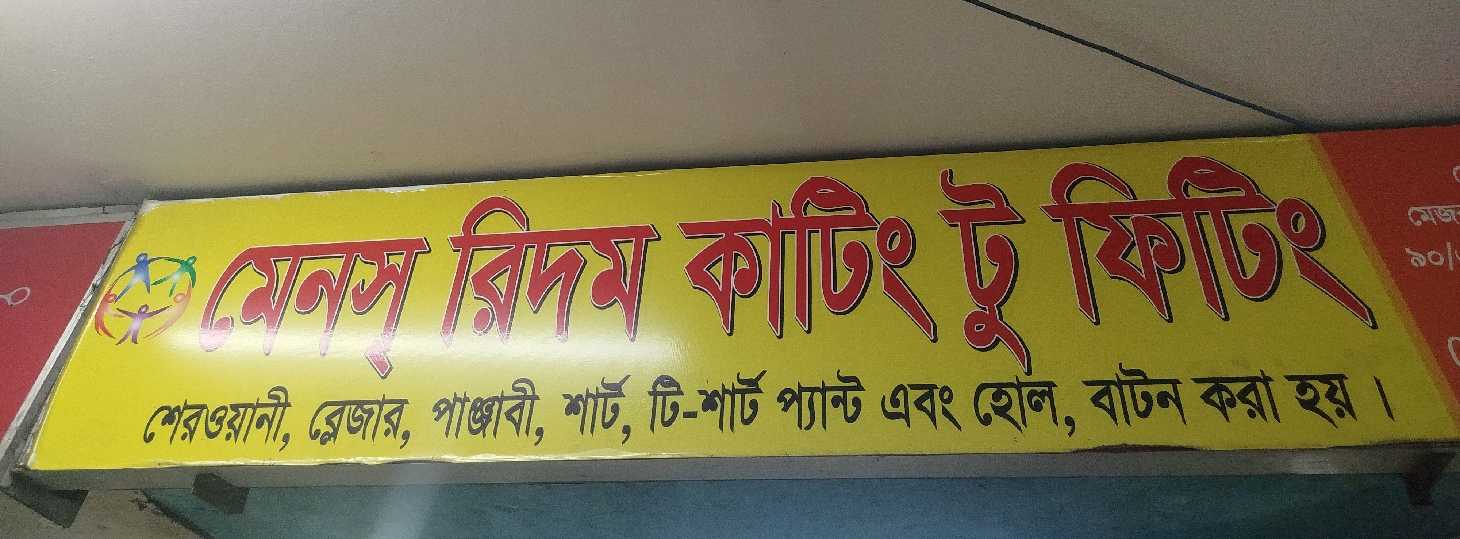 মেনস্ রিদম কাটিং টু ফিটিং
শেরওয়ানী, ব্লেজার, পাঞ্জাবী, শার্ট, টি-শার্ট প্যান্ট এবং হোল, বাটন করা হয় ।